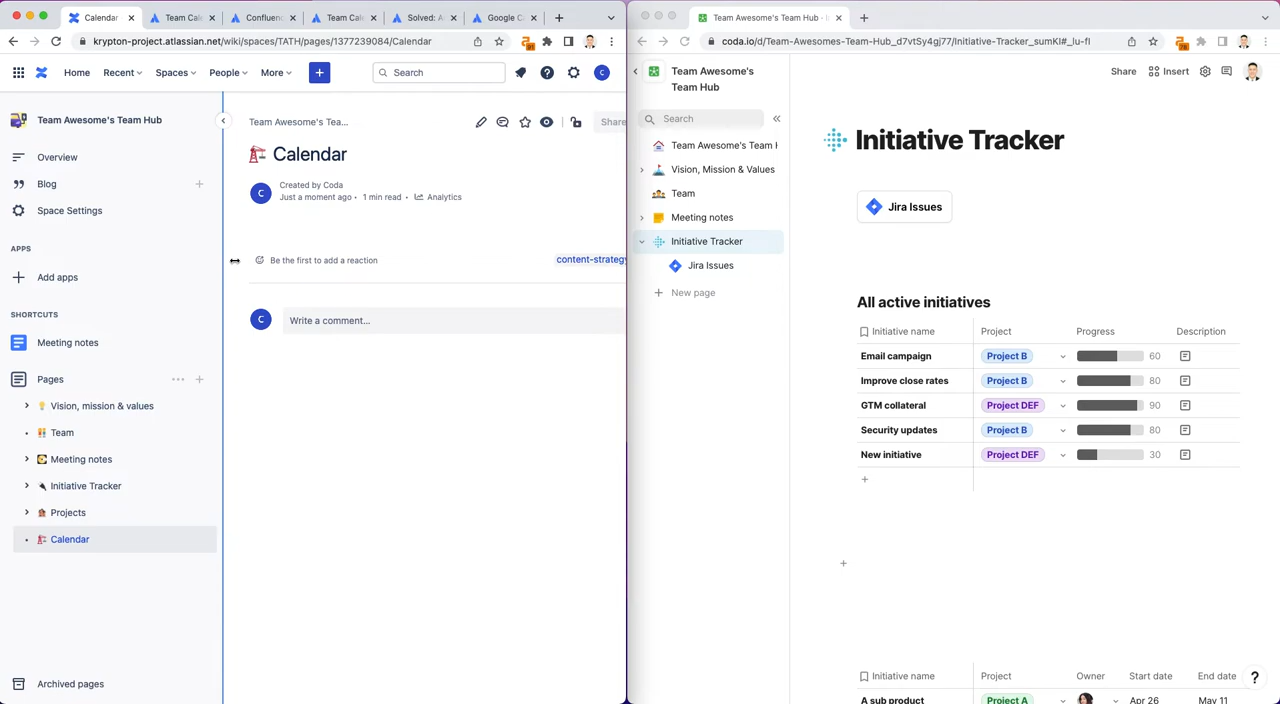 Calendar
Team Cale
Confluenc
Team Cale
Solved: A
Google C
krypton-project.atlassian.net/wiki/spaces/TATH/pages/1377239084/Calendar
Home
Recent
Spaces
People
More
Search
C
Team Awesome's Team Hub
Overview
Blog
Space Settings
APPS
Add apps
SHORTCUTS
Meeting notes
Pages
Vision, mission & values
Team
Meeting notes
Initiative Tracker
Projects
Calendar
Archived pages
Team Awesome's Tea...
Share
Calendar
C
Created by Coda
Just a moment ago • 1 min read • Analytics
Be the first to add a reaction
content-strategy
C
Write a comment...
Team Awesome's Team Hub
coda.io/d/Team-Awesomes-Team-Hub_d7vtSy4gj77/Initiative-Tracker_sumKI#_lu-fI
Team Awesome's
Team Hub
Share
Insert
Search
Team Awesome's Team H
Vision, Mission & Values
Team
Meeting notes
Initiative Tracker
Jira Issues
New page
Initiative Tracker
Jira Issues
All active initiatives
Initiative name Project Progress Description
Email campaign Project B 60
Improve close rates Project B 80
GTM collateral Project DEF 90
Security updates Project B 80
New initiative Project DEF 30
Initiative name Project Owner Start date End date
A sub product Project A Apr 26 May 11
?